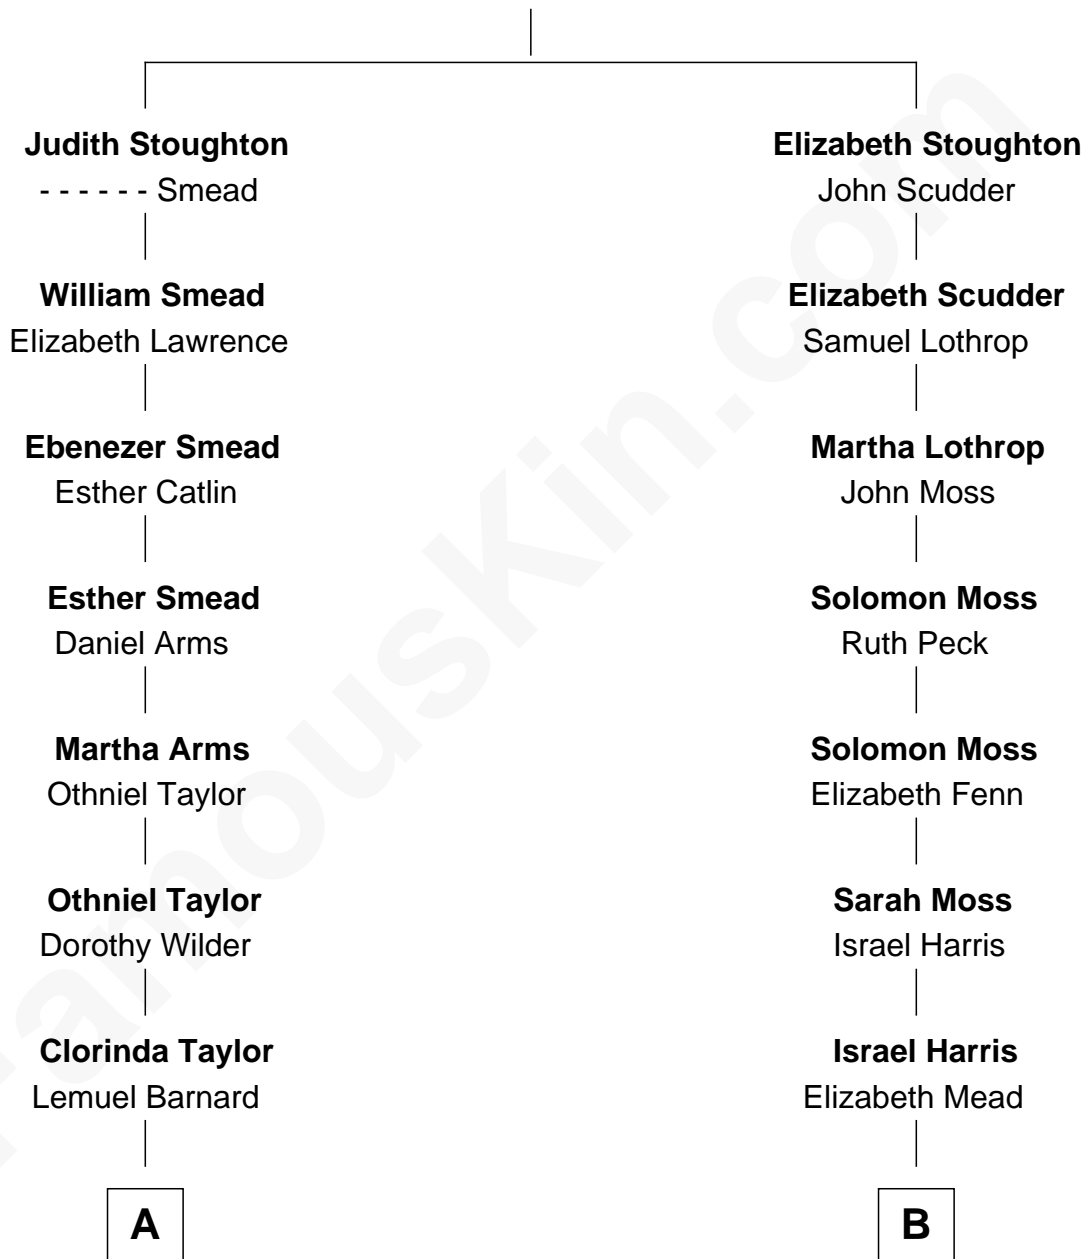 Judith Stoughton
- - - - - - Smead
William Smead
Elizabeth Lawrence
Ebenezer Smead
Esther Catlin
Esther Smead
Daniel Arms
Martha Arms
Othniel Taylor
Othniel Taylor
Dorothy Wilder
Clorinda Taylor
Lemuel Barnard
A
Elizabeth Stoughton
John Scudder
Elizabeth Scudder
Samuel Lothrop
Martha Lothrop
John Moss
Solomon Moss
Ruth Peck
Solomon Moss
Elizabeth Fenn
Sarah Moss
Israel Harris
Israel Harris
Elizabeth Mead
B
FamousKin.com